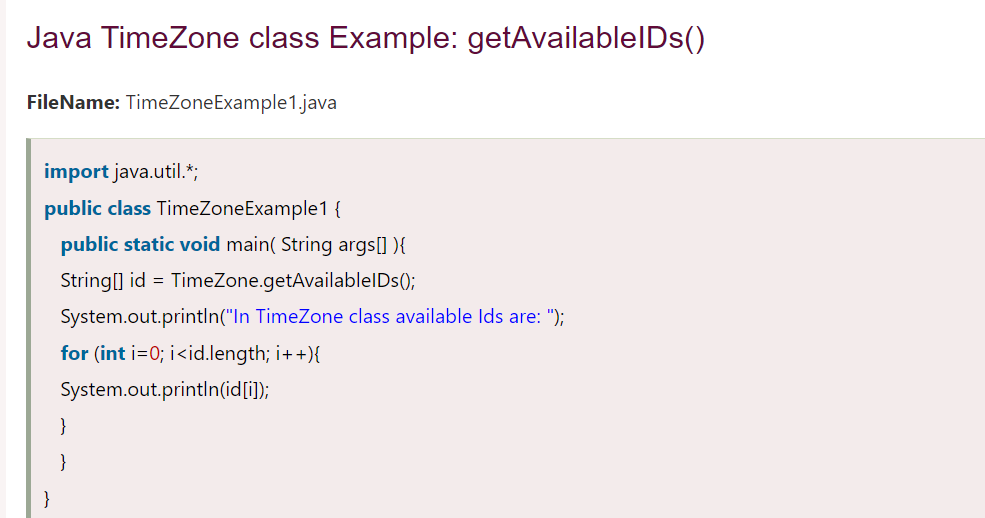 Java TimeZone class Example: getAvailableIDs()
FileName: TimeZoneExample1.java
import java.util.*;
public class TimeZoneExample1 {
public static void main( String args[] ){
String[] id = TimeZone.getAvailableIDs();
System.out.println("In TimeZone class available Ids are: ");
for (int i=0; i<id.length; i++){
System.out.println(id[i]);
}
}
}